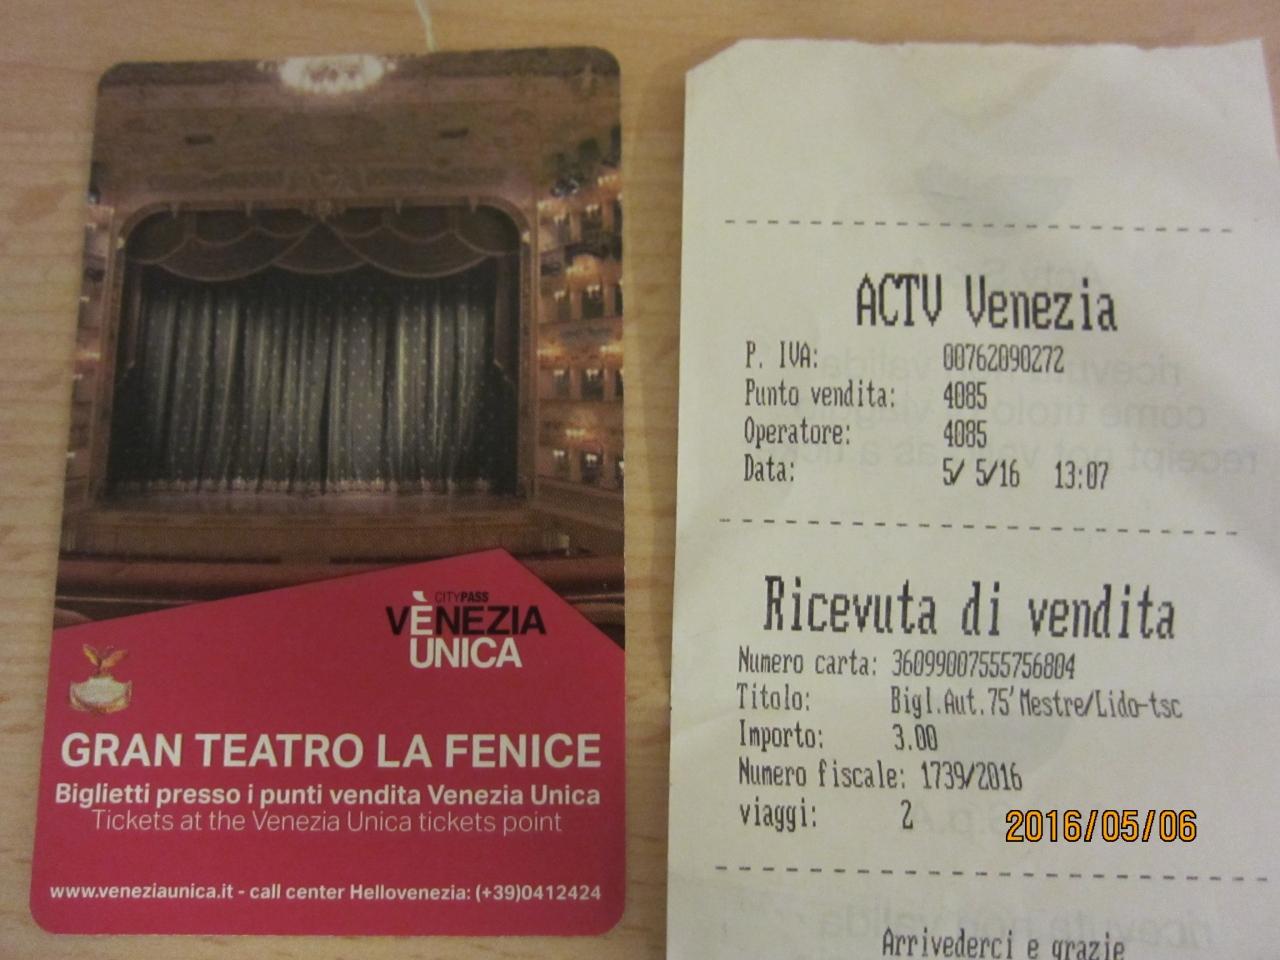 CITYPASS
VENEZIA
UNICA
GRAN TEATRO LA FENICE
Biglietti presso i punti vendita Venezia Unica
Tickets at the Venezia Unica tickets point
www.veneziaunica.it - call center Hellovenezia: (+39)0412424
ACTV Venezia
P. IVA: 00762090272
Punto vendita: 4085
Operatore: 4085
Data: 5/ 5/16 13:07
Ricevuta di vendita
Numero carta: 36099007555756804
Titolo: Bigl.Aut.75'Mestre/Lido-tsc
Importo: 3.00
Numero fiscale: 1739/2016
viaggi: 2
2016/05/06
Arrivederci e grazie